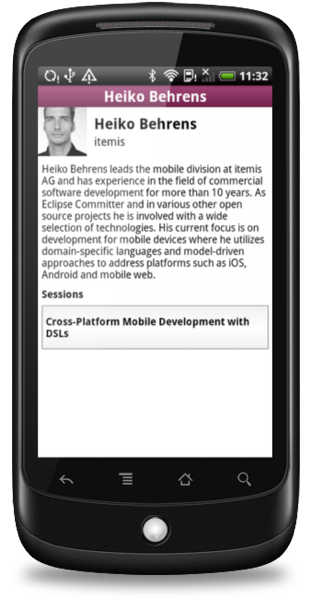 11:32
Heiko Behrens
Heiko Behrens
itemis
Heiko Behrens leads the mobile division at itemis
AG and has experience in the field of commercial
software development for more than 10 years. As
Eclipse Committer and in various other open
source projects he is involved with a wide
selection of technologies. His current focus is on
development for mobile devices where he utilizes
domain-specific languages and model-driven
approaches to address platforms such as iOS,
Android and mobile web.
Sessions
Cross-Platform Mobile Development with
DSLs